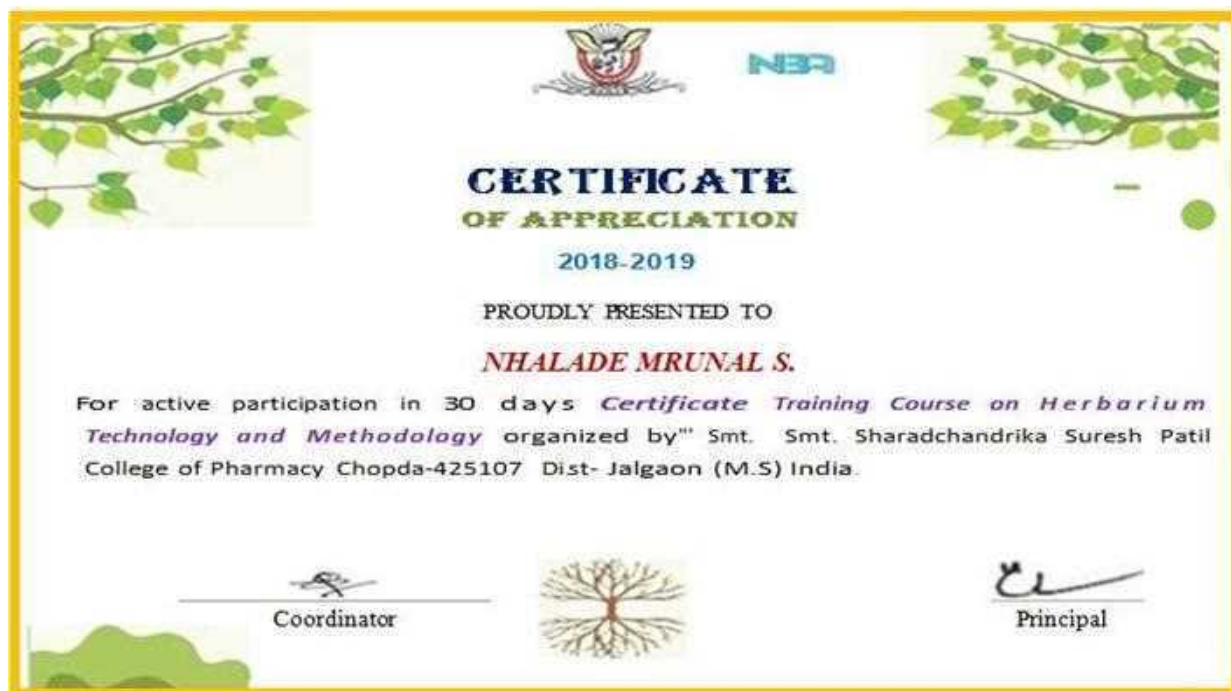 NBA
CERTIFICATE
OF APPRECIATION
2018-2019
PROUDLY PRESENTED TO
NHALADE MRUNAL S.
For active participation in 30 days Certificate Training Course on Herbarium
Technology and Methodology organized by"' Smt. Smt. Sharadchandrika Suresh Patil
College of Pharmacy Chopda-425107 Dist- Jalgaon (M.S) India.
Coordinator
Principal